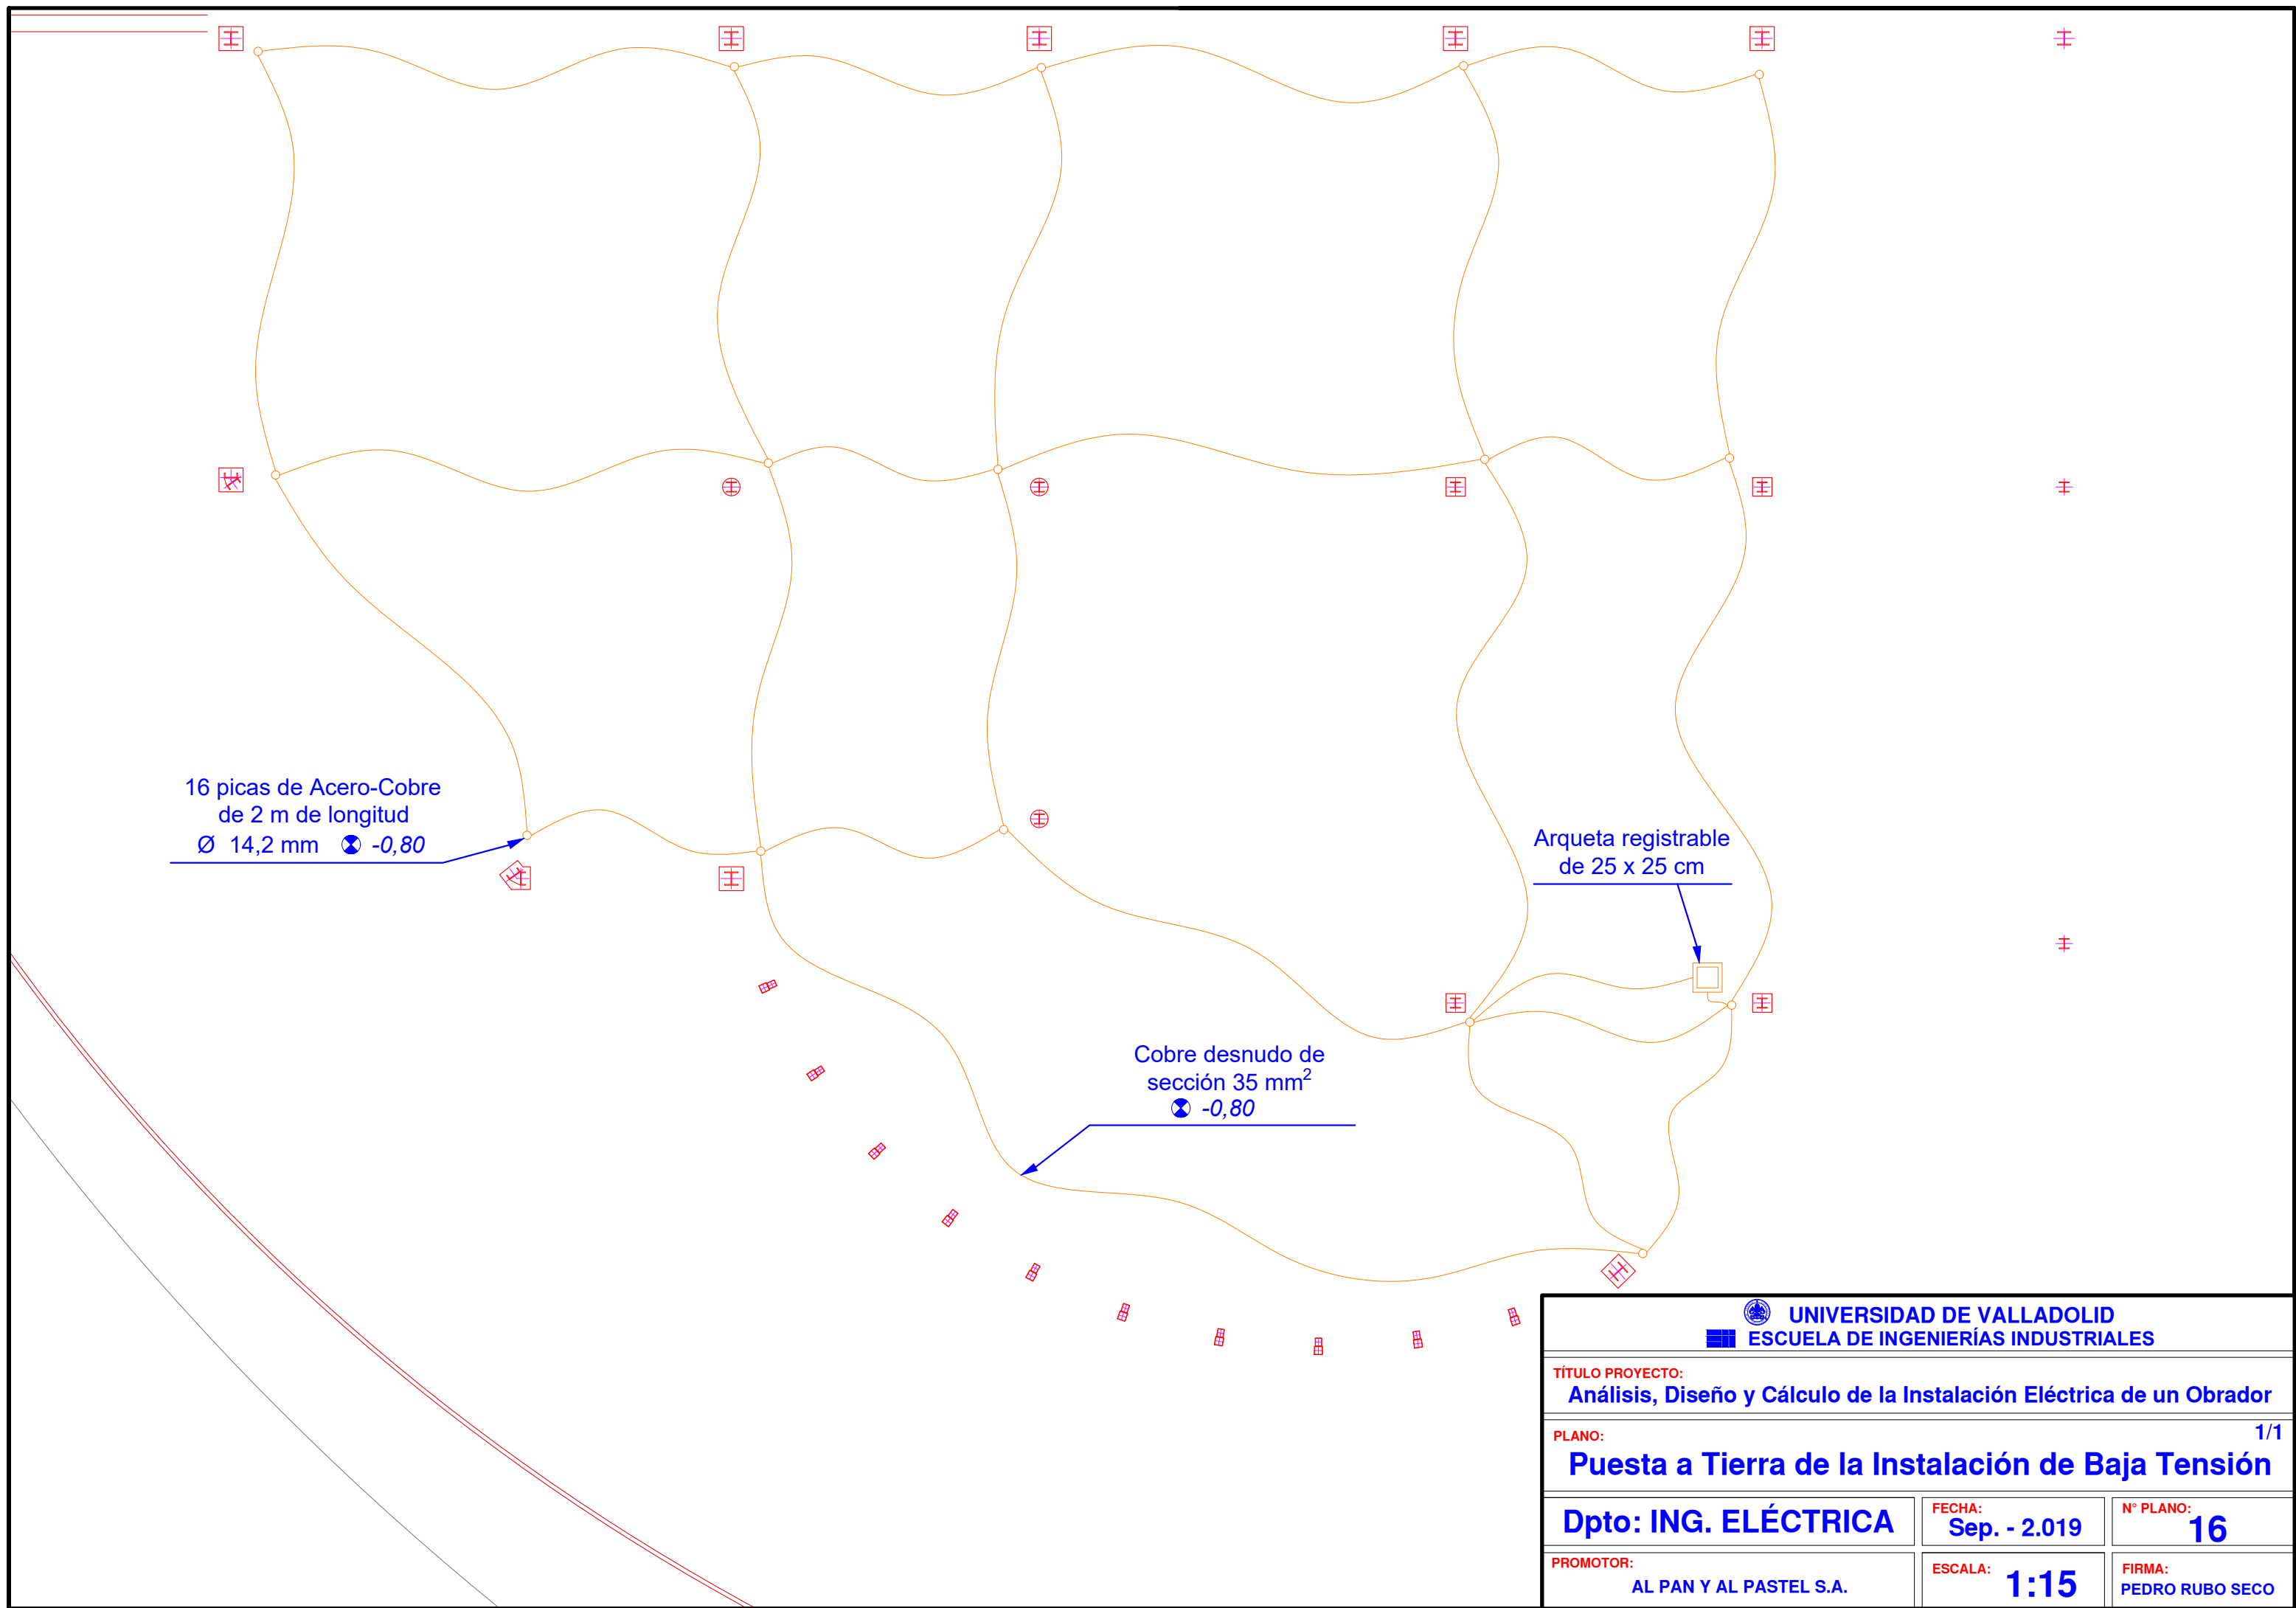 16 picas de Acero-Cobre
de 2 m de longitud
Ø 14,2 mm -0,80
Arqueta registrable
de 25 x 25 cm
Cobre desnudo de
sección 35 mm²
-0,80
UNIVERSIDAD DE VALLADOLID
ESCUELA DE INGENIERÍAS INDUSTRIALES
TÍTULO PROYECTO:
Análisis, Diseño y Cálculo de la Instalación Eléctrica de un Obrador
PLANO:
1/1
Puesta a Tierra de la Instalación de Baja Tensión
Dpto: ING. ELÉCTRICA
FECHA:
Sep. - 2.019
N° PLANO:
16
PROMOTOR:
AL PAN Y AL PASTEL S.A.
ESCALA:
1:15
FIRMA:
PEDRO RUBO SECO